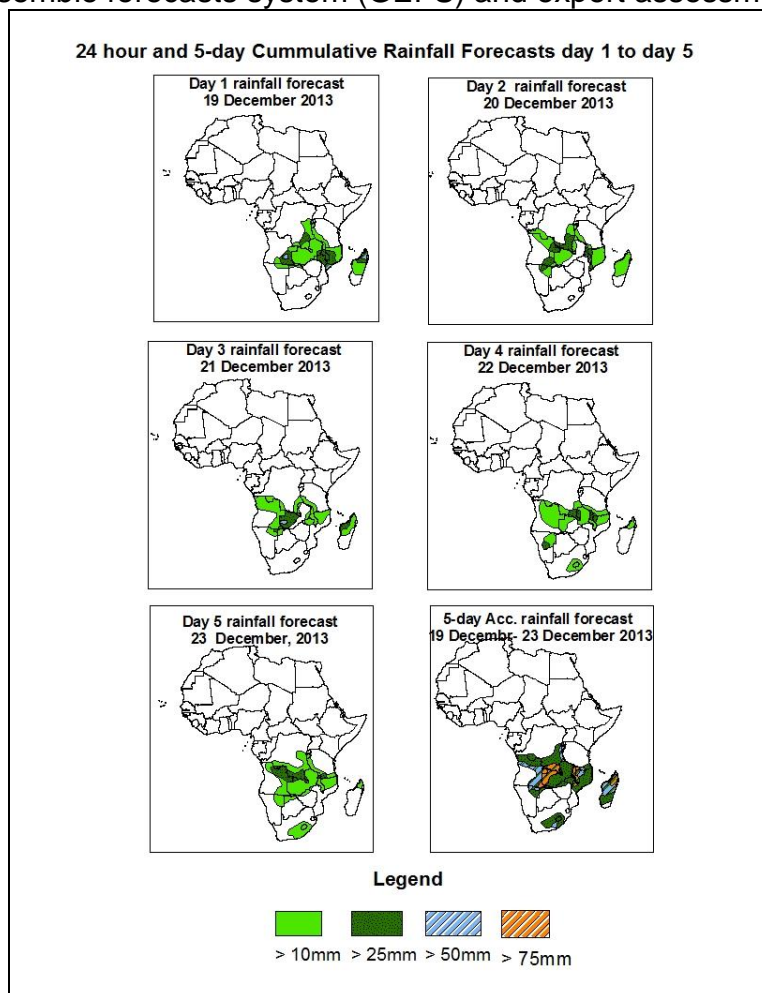 24 hour and 5-day Cummulative Rainfall Forecasts day 1 to day 5
Day 1 rainfall forecast
19 December 2013
Day 2 rainfall forecast
20 December 2013
Day 3 rainfall forecast
21 December 2013
Day 4 rainfall forecast
22 December 2013
Day 5 rainfall forecast
23 December, 2013
5-day Acc. rainfall forecast
19 Decembr- 23 December 2013
Legend
> 10mm > 25mm > 50mm > 75mm